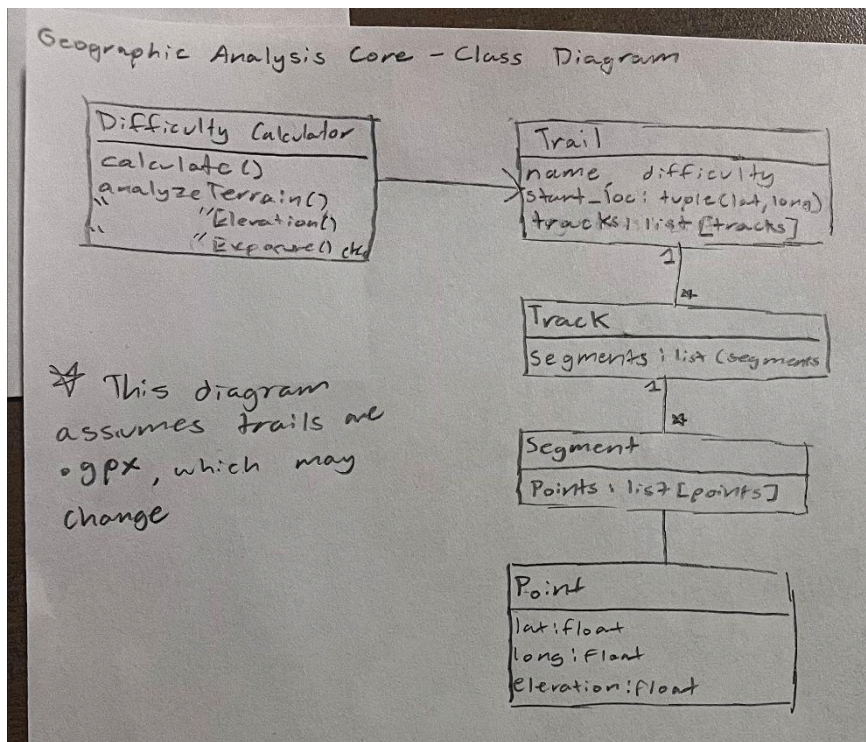 Geographic Analysis Core - Class Diagram
Difficulty Calculator
calculate()
analyzeTerrain()
" "Elevation()
" "Exposure() etc
Trail
name, difficulty
start_loc: tuple(lat, long)
tracks: list[tracks]
1
*
Track
segments: list(segments
1
*
Segment
Points: list[points]
Point
lat: float
long: float
elevation: float
* This diagram
assumes trails are
.gpx, which may
change